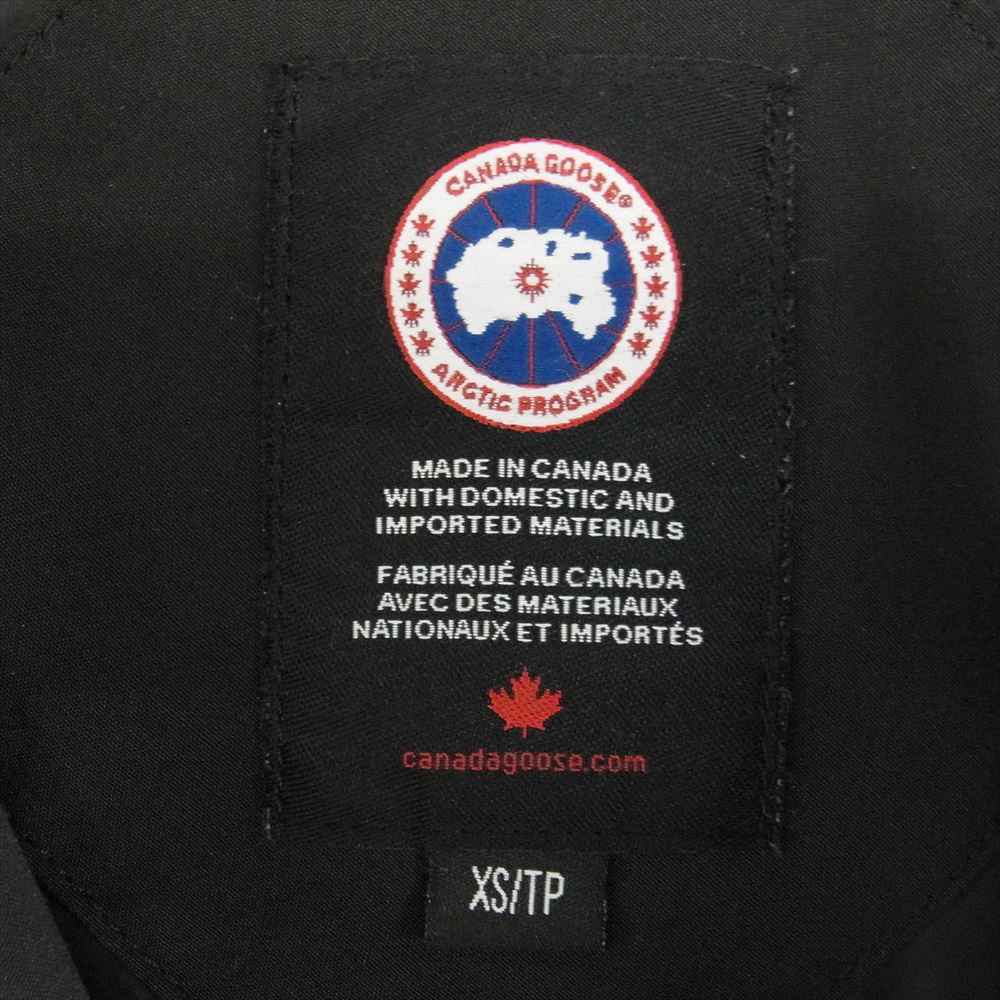 CANADA GOOSE®
ARCTIC PROGRAM
MADE IN CANADA
WITH DOMESTIC AND
IMPORTED MATERIALS
FABRIQUÉ AU CANADA
AVEC DES MATERIAUX
NATIONAUX ET IMPORTÉS
canadagoose.com
XS/TP